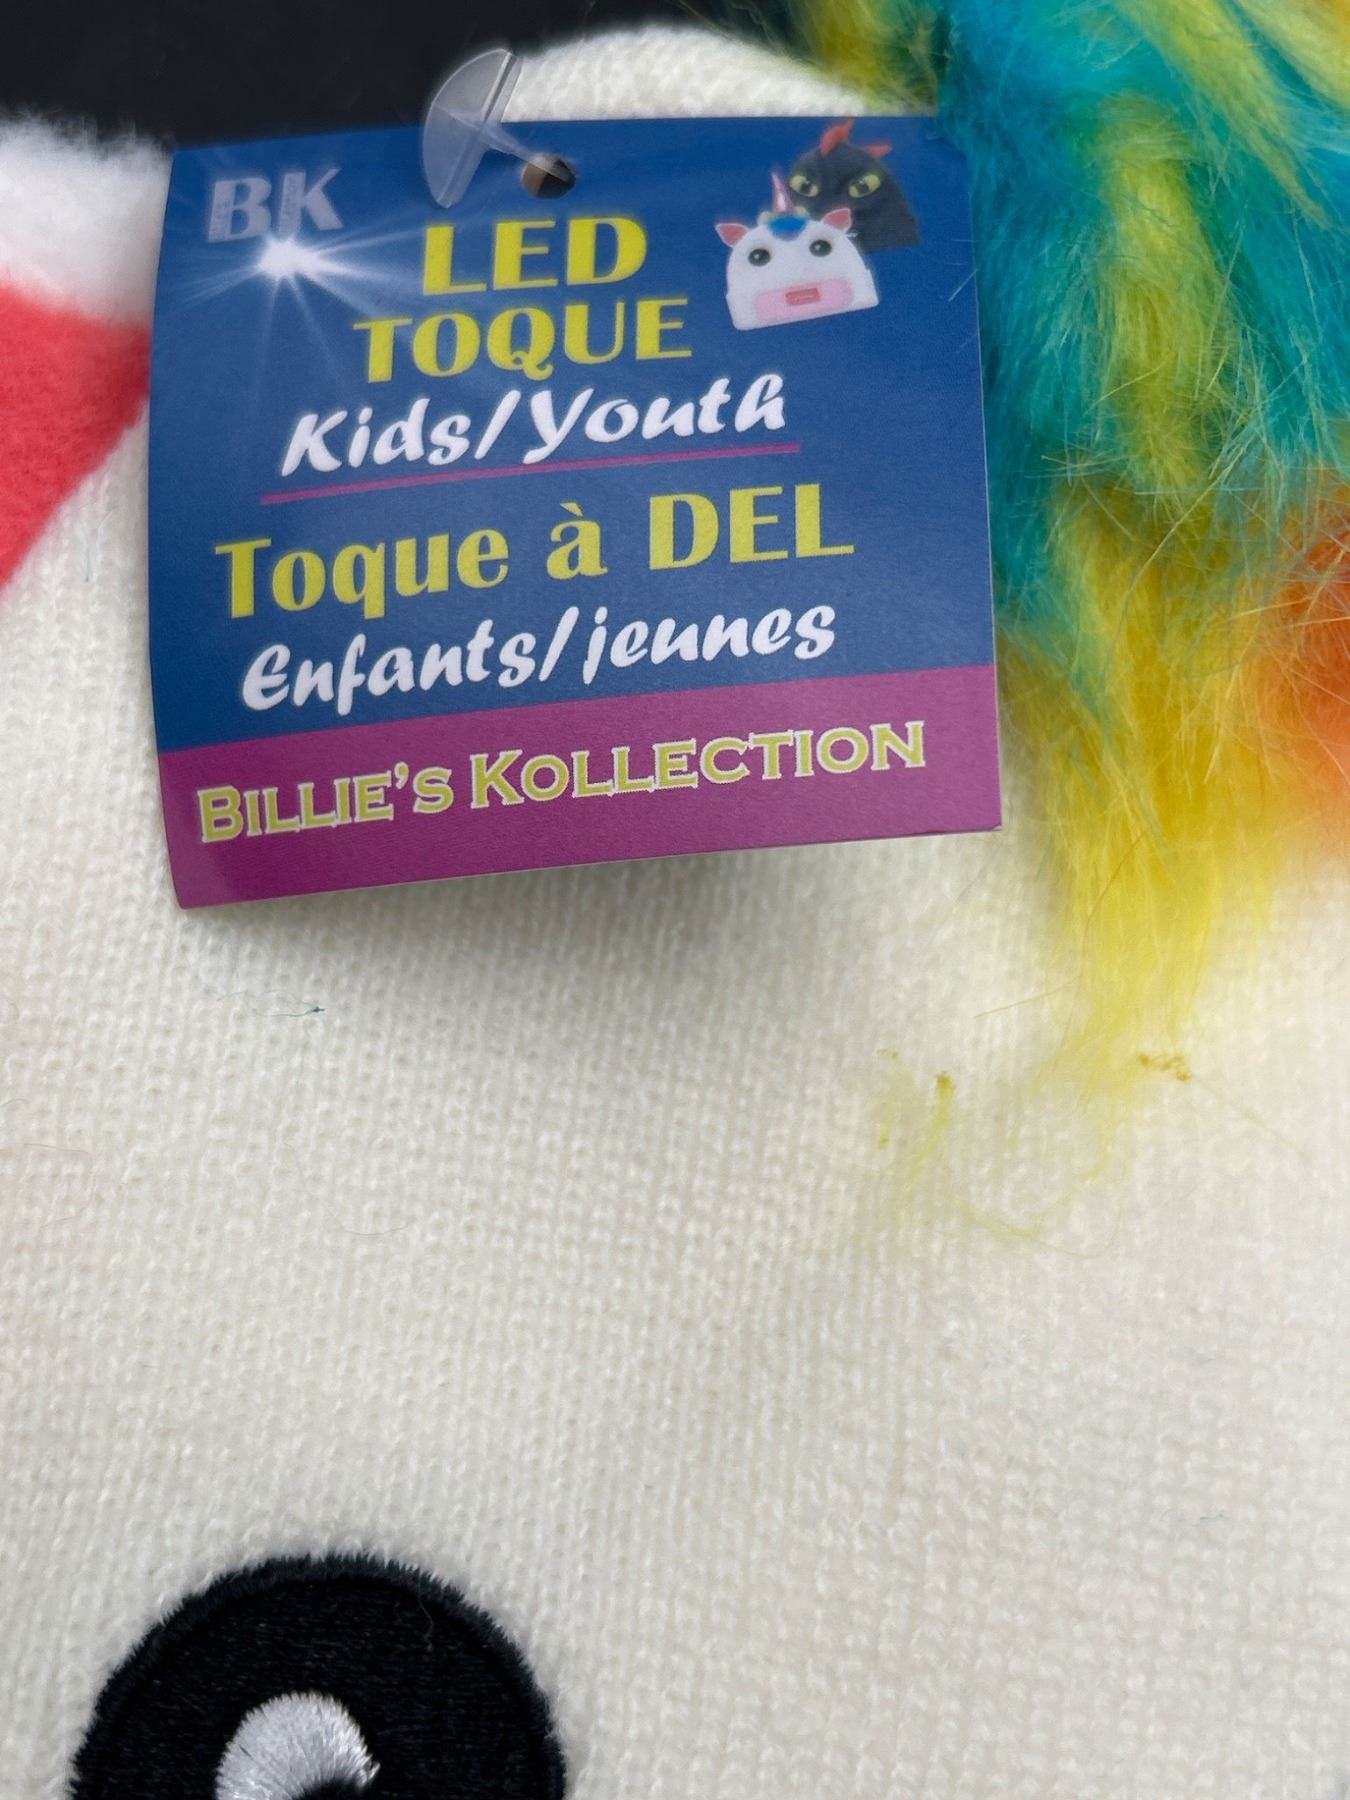 BK
LED
TOQUE
Kids/Youth
Toque à DEL
Enfants/jeunes
BILLIE'S KOLLECTION